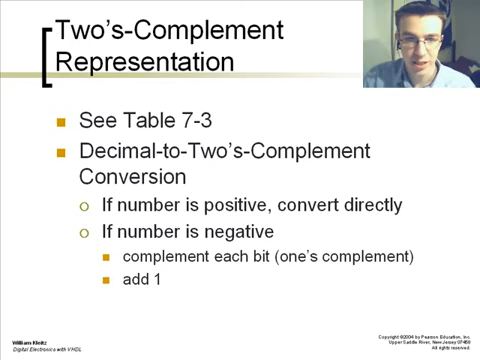 Two's-Complement
Representation
See Table 7-3
Decimal-to-Two's-Complement
Conversion
If number is positive, convert directly
If number is negative
complement each bit (one's complement)
add 1
William Kleitz
Digital Electronics with VHDL
Copyright ©2004 by Pearson Education, Inc.
Upper Saddle River, New Jersey 07458
All rights reserved.